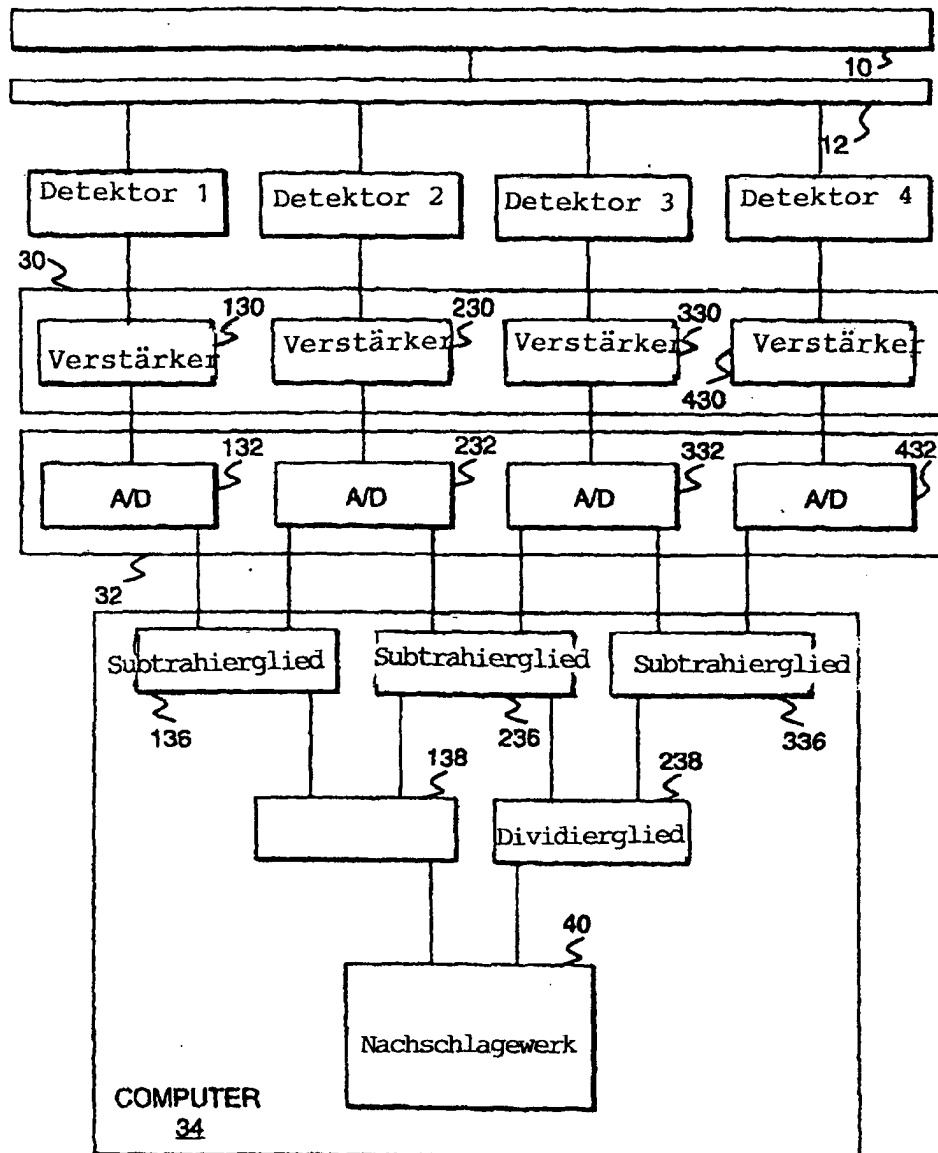 10
12
Detektor 1
Detektor 2
Detektor 3
Detektor 4
30
130
230
330
Verstärker
Verstärker
Verstärker
Verstärker
430
132
232
332
432
A/D
A/D
A/D
A/D
32
Subtrahierglied
Subtrahierglied
Subtrahierglied
136
236
336
138
238
Dividierglied
40
Nachschlagewerk
COMPUTER
34